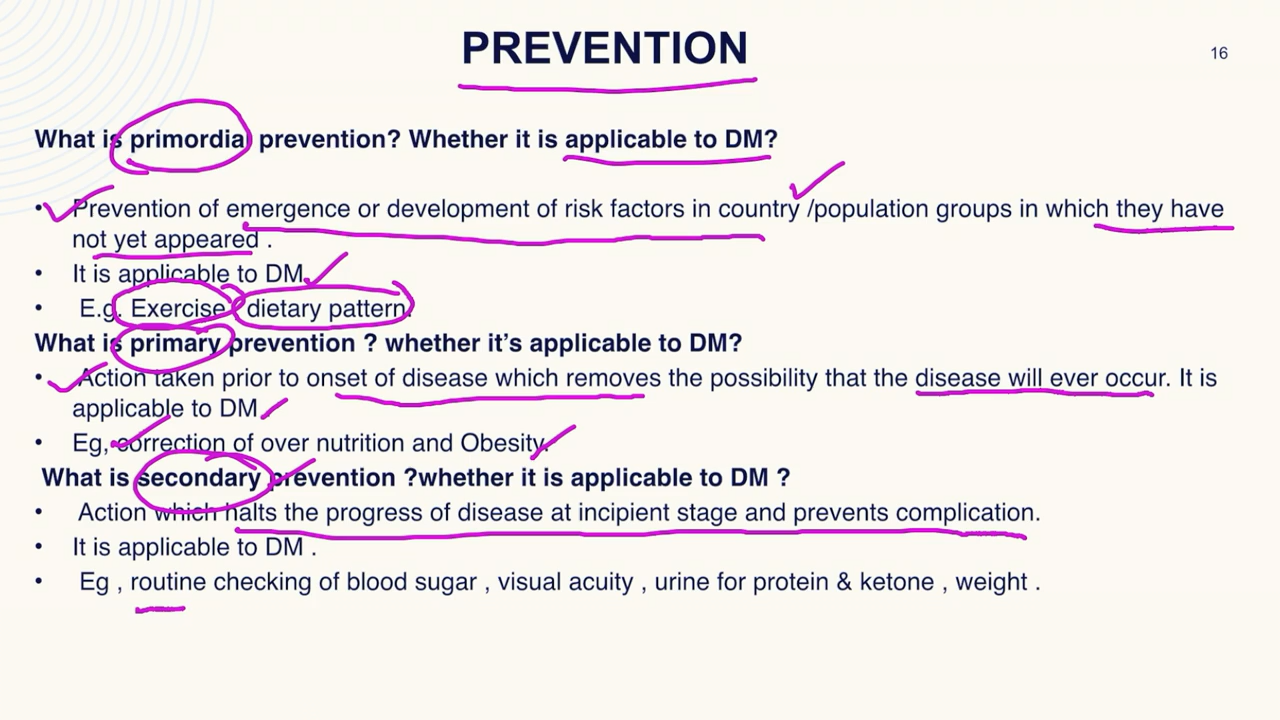 PREVENTION
16
What is primordial prevention? Whether it is applicable to DM?
• Prevention of emergence or development of risk factors in country /population groups in which they have
not yet appeared .
• It is applicable to DM.
• E.g. Exercise, dietary pattern.
What is primary prevention ? whether it’s applicable to DM?
• Action taken prior to onset of disease which removes the possibility that the disease will ever occur. It is
applicable to DM.
• Eg, correction of over nutrition and Obesity.
What is secondary prevention ?whether it is applicable to DM ?
• Action which halts the progress of disease at incipient stage and prevents complication.
• It is applicable to DM .
• Eg , routine checking of blood sugar , visual acuity , urine for protein & ketone , weight .